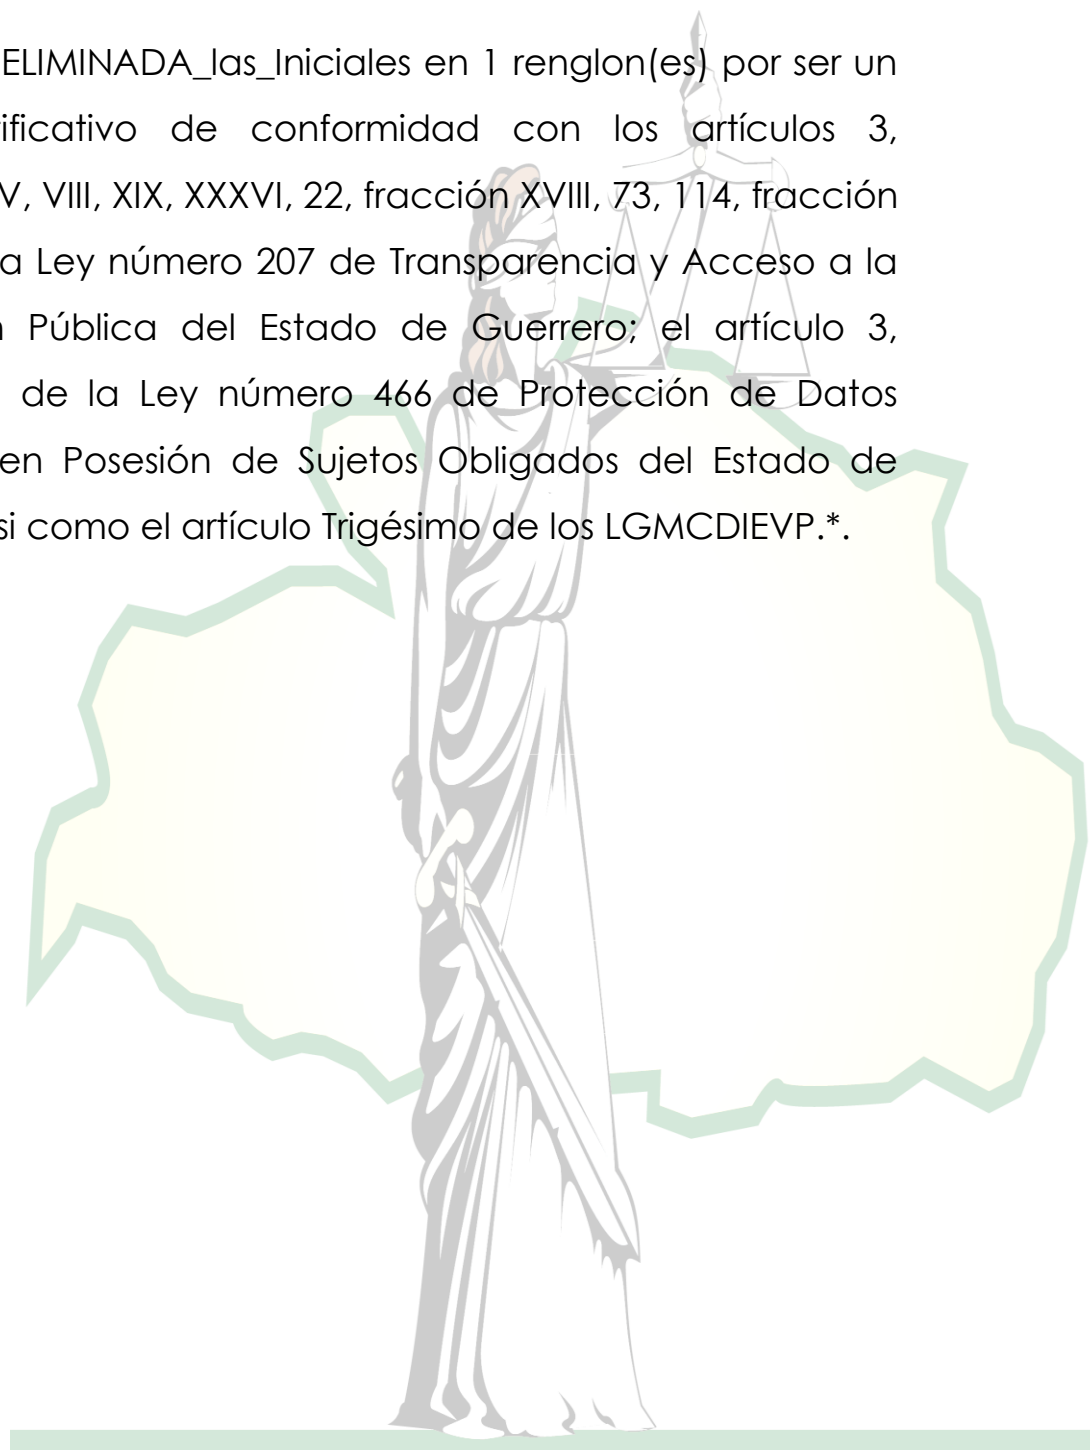 ELIMINADA_las_Iniciales en 1 renglon(es) por ser un
ificativo de conformidad con los artículos 3,
V, VIII, XIX, XXXVI, 22, fracción XVIII, 73, 114, fracción
a Ley número 207 de Transparencia y Acceso a la
n Pública del Estado de Guerrero; el artículo 3,
de la Ley número 466 de Protección de Datos
en Posesión de Sujetos Obligados del Estado de
si como el artículo Trigésimo de los LGMCDIEVP.*.